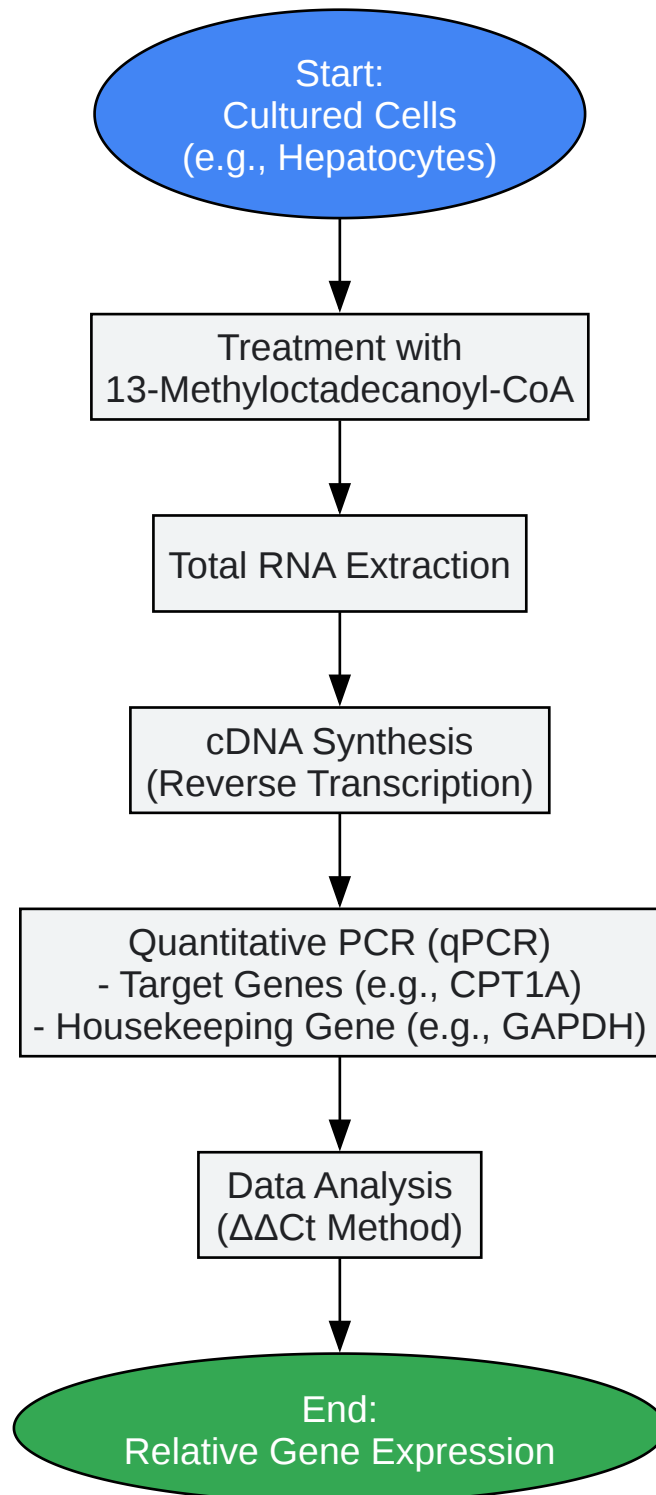 Start:
Cultured Cells
(e.g., Hepatocytes)
Treatment with
13-Methyloctadecanoyl-CoA
Total RNA Extraction
cDNA Synthesis
(Reverse Transcription)
Quantitative PCR (qPCR)
- Target Genes (e.g., CPT1A)
- Housekeeping Gene (e.g., GAPDH)
Data Analysis
(ΔΔCt Method)
End:
Relative Gene Expression